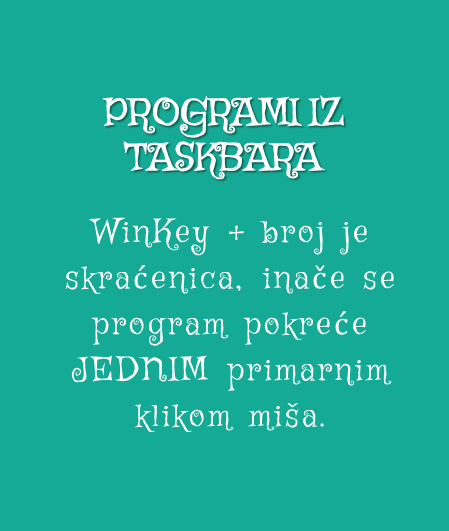 PROGRAMI IZ
TASKBARA
WinKey + broj je
skraćenica, inače se
program pokreće
JEDNIM primarnim
klikom miša.